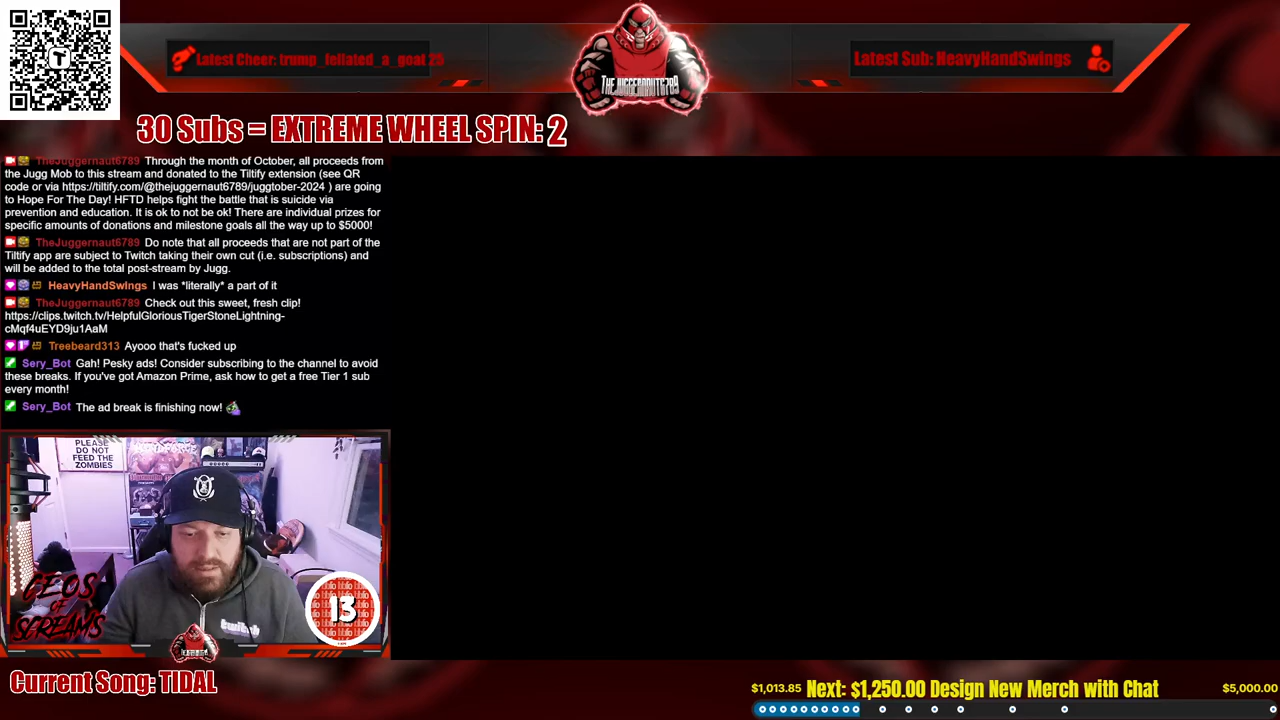 Latest Cheer: trump_fellated_a_goat 25
THEJUGGERNAUT6789
Latest Sub: HeavyHandSwings
30 Subs = EXTREME WHEEL SPIN: 2
TheJuggernaut6789 Through the month of October, all proceeds from
the Jugg Mob to this stream and donated to the Tiltify extension (see QR
code or via https://tiltify.com/@thejuggernaut6789/juggtober-2024 ) are going
to Hope For The Day! HFTD helps fight the battle that is suicide via
prevention and education. It is ok to not be ok! There are individual prizes for
specific amounts of donations and milestone goals all the way up to $5000!
TheJuggernaut6789 Do note that all proceeds that are not part of the
Tiltify app are subject to Twitch taking their own cut (i.e. subscriptions) and
will be added to the total post-stream by Jugg.
HeavyHandSwIngs I was *literally* a part of it
TheJuggernaut6789 Check out this sweet, fresh clip!
https://clips.twitch.tv/HelpfulGloriousTigerStoneLightning-
cMqf4uEYD9ju1AaM
Treebeard313 Ayooo that's fucked up
Sery_Bot Gah! Pesky ads! Consider subscribing to the channel to avoid
these breaks. If you've got Amazon Prime, ask how to get a free Tier 1 sub
every month!
Sery_Bot The ad break is finishing now!
PLEASE
DO NOT
FEED THE
ZOMBIES
GEOS
OF
SCREAMS
twitch
13
Current Song: TIDAL
$1,013.85 Next: $1,250.00 Design New Merch with Chat $5,000.00